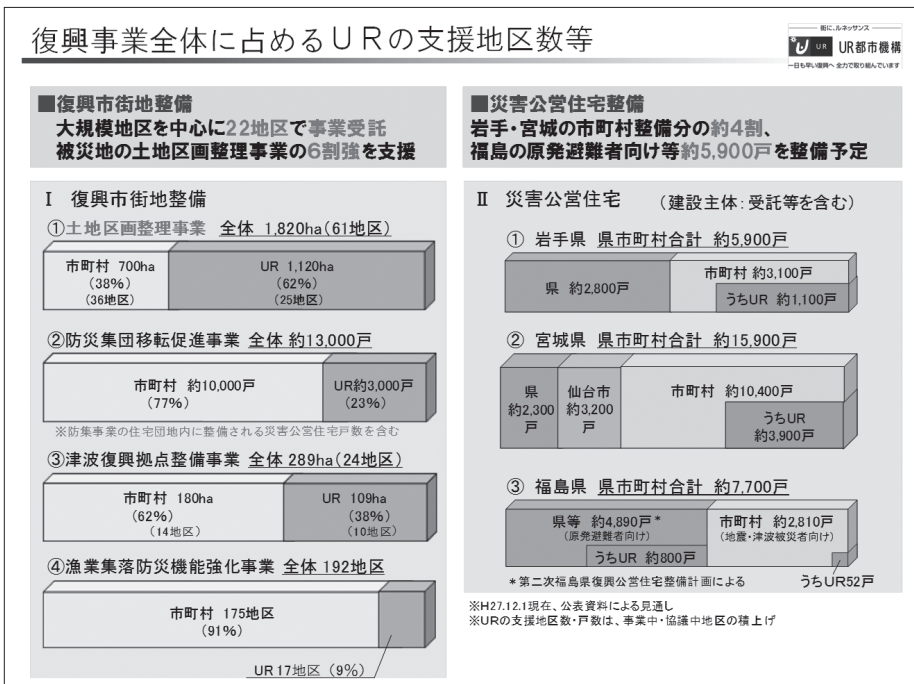 復興事業全体に占めるＵＲの支援地区数等
街に、ルネッサンス
UR UR都市機構
一日も早い復興へ 全力で取り組んでいます
■復興市街地整備
大規模地区を中心に22地区で事業受託
被災地の土地区画整理事業の6割強を支援
Ⅰ 復興市街地整備
①土地区画整理事業 全体 1,820ha(61地区)
市町村 700ha
(38%)
(36地区)
UR 1,120ha
(62%)
(25地区)
②防災集団移転促進事業 全体 約13,000戸
市町村 約10,000戸
(77%)
UR約3,000戸
(23%)
※防集事業の住宅団地内に整備される災害公営住宅戸数を含む
③津波復興拠点整備事業 全体 289ha(24地区)
市町村 180ha
(62%)
(14地区)
UR 109ha
(38%)
(10地区)
④漁業集落防災機能強化事業 全体 192地区
市町村 175地区
(91%)
UR 17地区 (9%)
■災害公営住宅整備
岩手・宮城の市町村整備分の約4割、
福島の原発避難者向け等約5,900戸を整備予定
Ⅱ 災害公営住宅 (建設主体:受託等を含む)
① 岩手県 県市町村合計 約5,900戸
県 約2,800戸
市町村 約3,100戸
うちUR 約1,100戸
② 宮城県 県市町村合計 約15,900戸
県
約2,300
戸
仙台市
約3,200
戸
市町村 約10,400戸
うちUR
約3,900戸
③ 福島県 県市町村合計 約7,700戸
県等 約4,890戸*
(原発避難者向け)
うちUR 約800戸
市町村 約2,810戸
(地震・津波被災者向け)
うちUR52戸
*第二次福島県復興公営住宅整備計画による
※H27.12.1現在、公表資料による見通し
※URの支援地区数・戸数は、事業中・協議中地区の積上げ